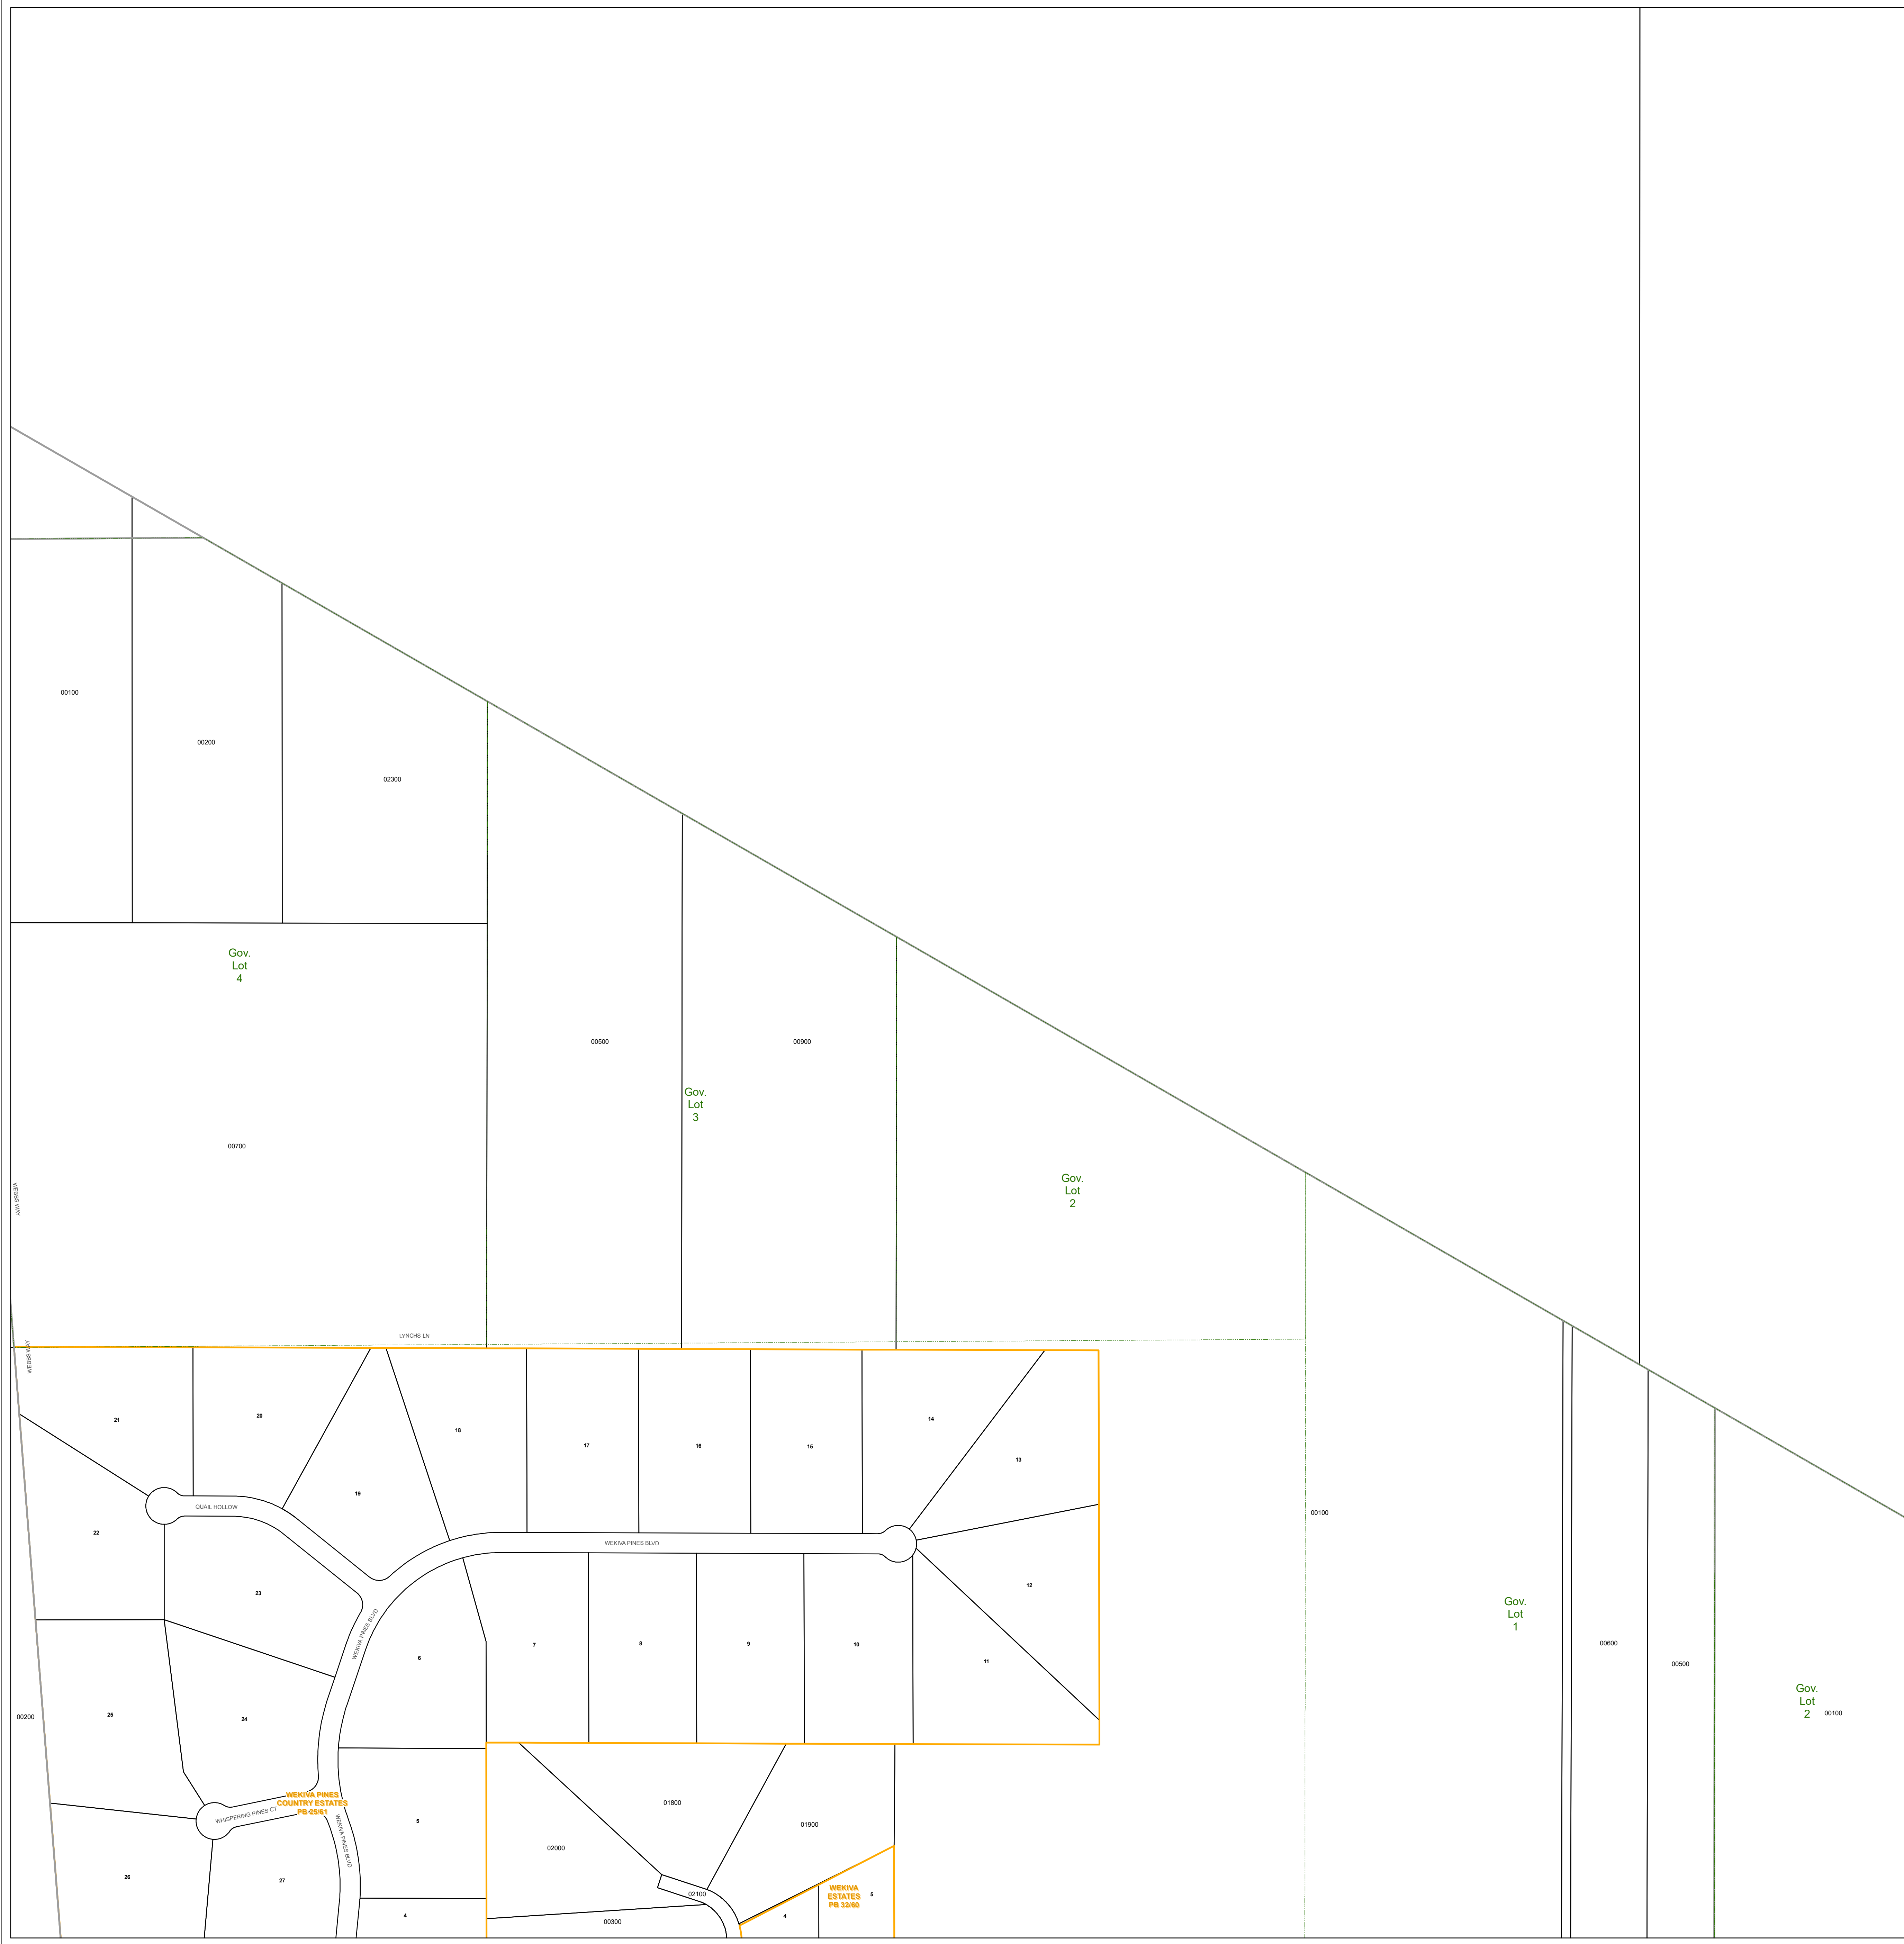 00100
00200
02300
Gov.
Lot
4
00500
00900
Gov.
Lot
3
00700
Gov.
Lot
2
WEBBS WAY
LYNCHS LN
WEBBS WAY
21
20
18
17
16
15
14
13
19
QUAIL HOLLOW
00100
22
WEKIVA PINES BLVD
12
23
WEKIVA PINES BLVD
Gov.
Lot
1
6
7
8
9
10
11
00600
00500
25
24
00200
Gov.
Lot
2
00100
WEKIVA PINES
COUNTRY ESTATES
PB 25/61
WHISPERING PINES CT
WEKIVA PINES BLVD
5
01800
01900
02000
26
27
02100
WEKIVA
ESTATES
PB 32/60
5
4
4
00300